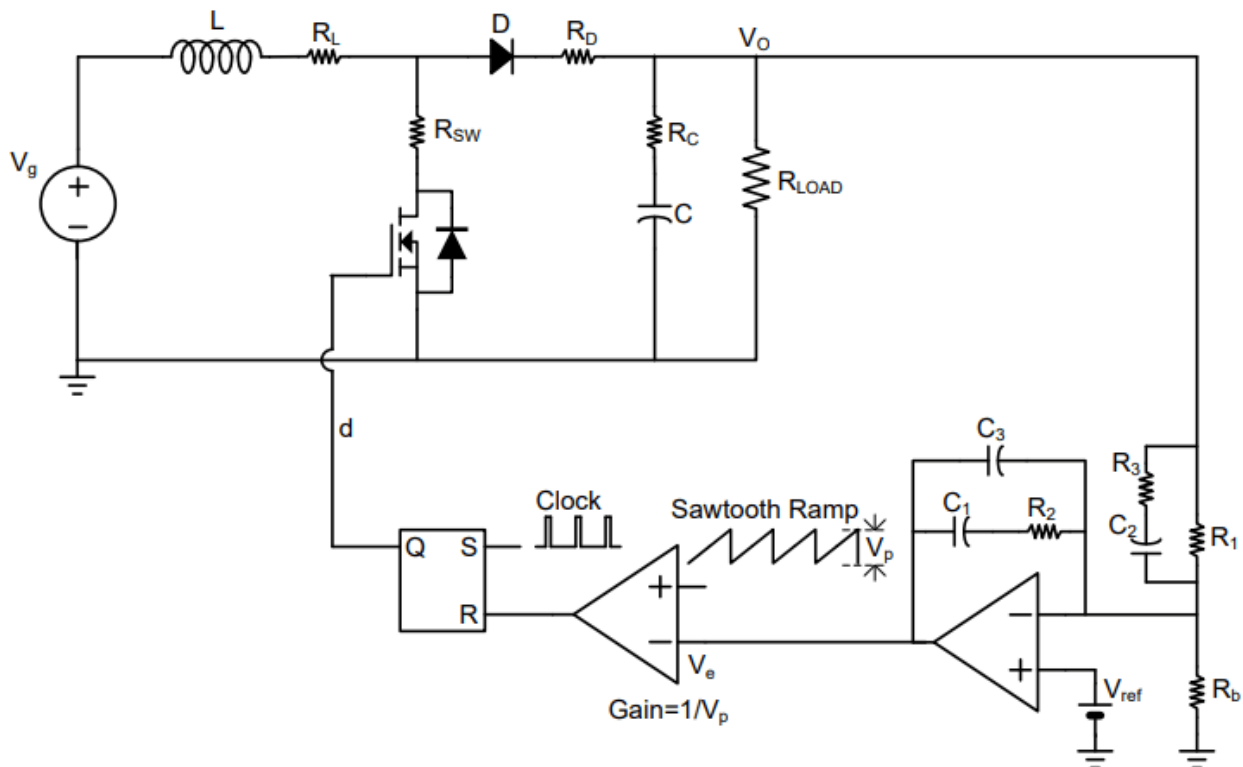 L
R_L
D
R_D
V_O
R_SW
R_C
R_LOAD
V_g
+
−
C
d
C_3
C_1
R_2
R_3
C_2
R_1
Clock
Sawtooth Ramp
V_p
Q
S
R
+
−
V_e
−
+
V_ref
R_b
Gain=1/V_p